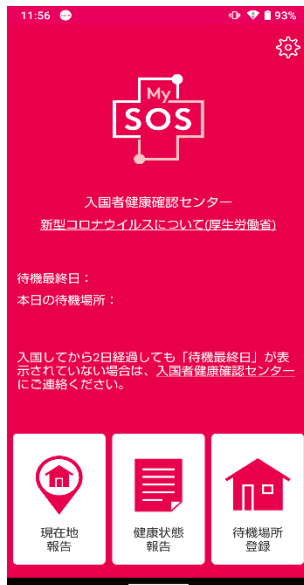 11:56
93%
My
SOS
入国者健康確認センター
新型コロナウイルスについて(厚生労働省)
待機最終日：
本日の待機場所：
入国してから2日経過しても「待機最終日」が表
示されていない場合は、入国者健康確認センター
にご連絡ください。
現在地
報告
健康状態
報告
待機場所
登録